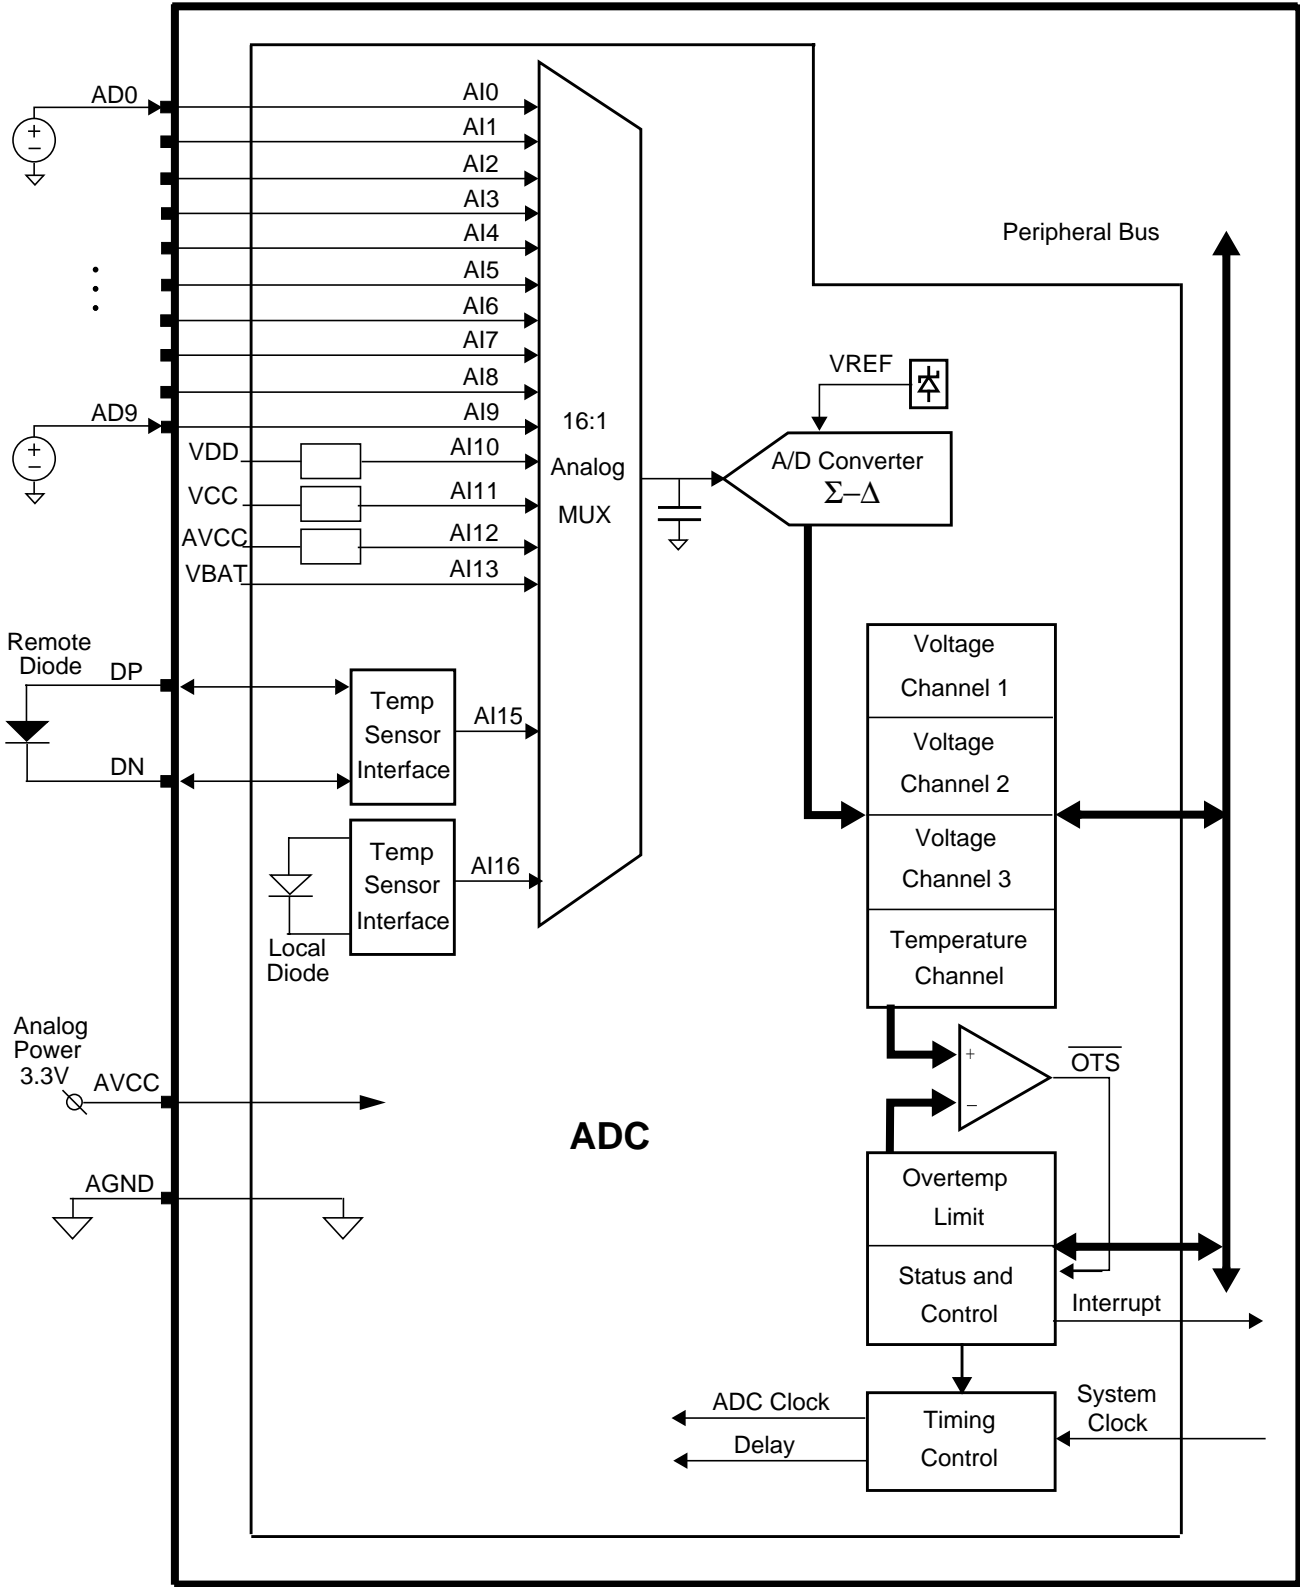 AD0
AI0
AI1
AI2
AI3
AI4
AI5
AI6
AI7
AI8
AD9
AI9
VDD
AI10
VCC
AI11
AVCC
AI12
VBAT
AI13
16:1
Analog
MUX
Peripheral Bus
VREF
A/D Converter
Σ–Δ
Remote
Diode
DP
DN
Temp
Sensor
Interface
AI15
Temp
Sensor
Interface
AI16
Local
Diode
Voltage
Channel 1
Voltage
Channel 2
Voltage
Channel 3
Temperature
Channel
Analog
Power
3.3V
AVCC
AGND
ADC
OTS
Overtemp
Limit
Status and
Control
Interrupt
ADC Clock
Delay
Timing
Control
System
Clock